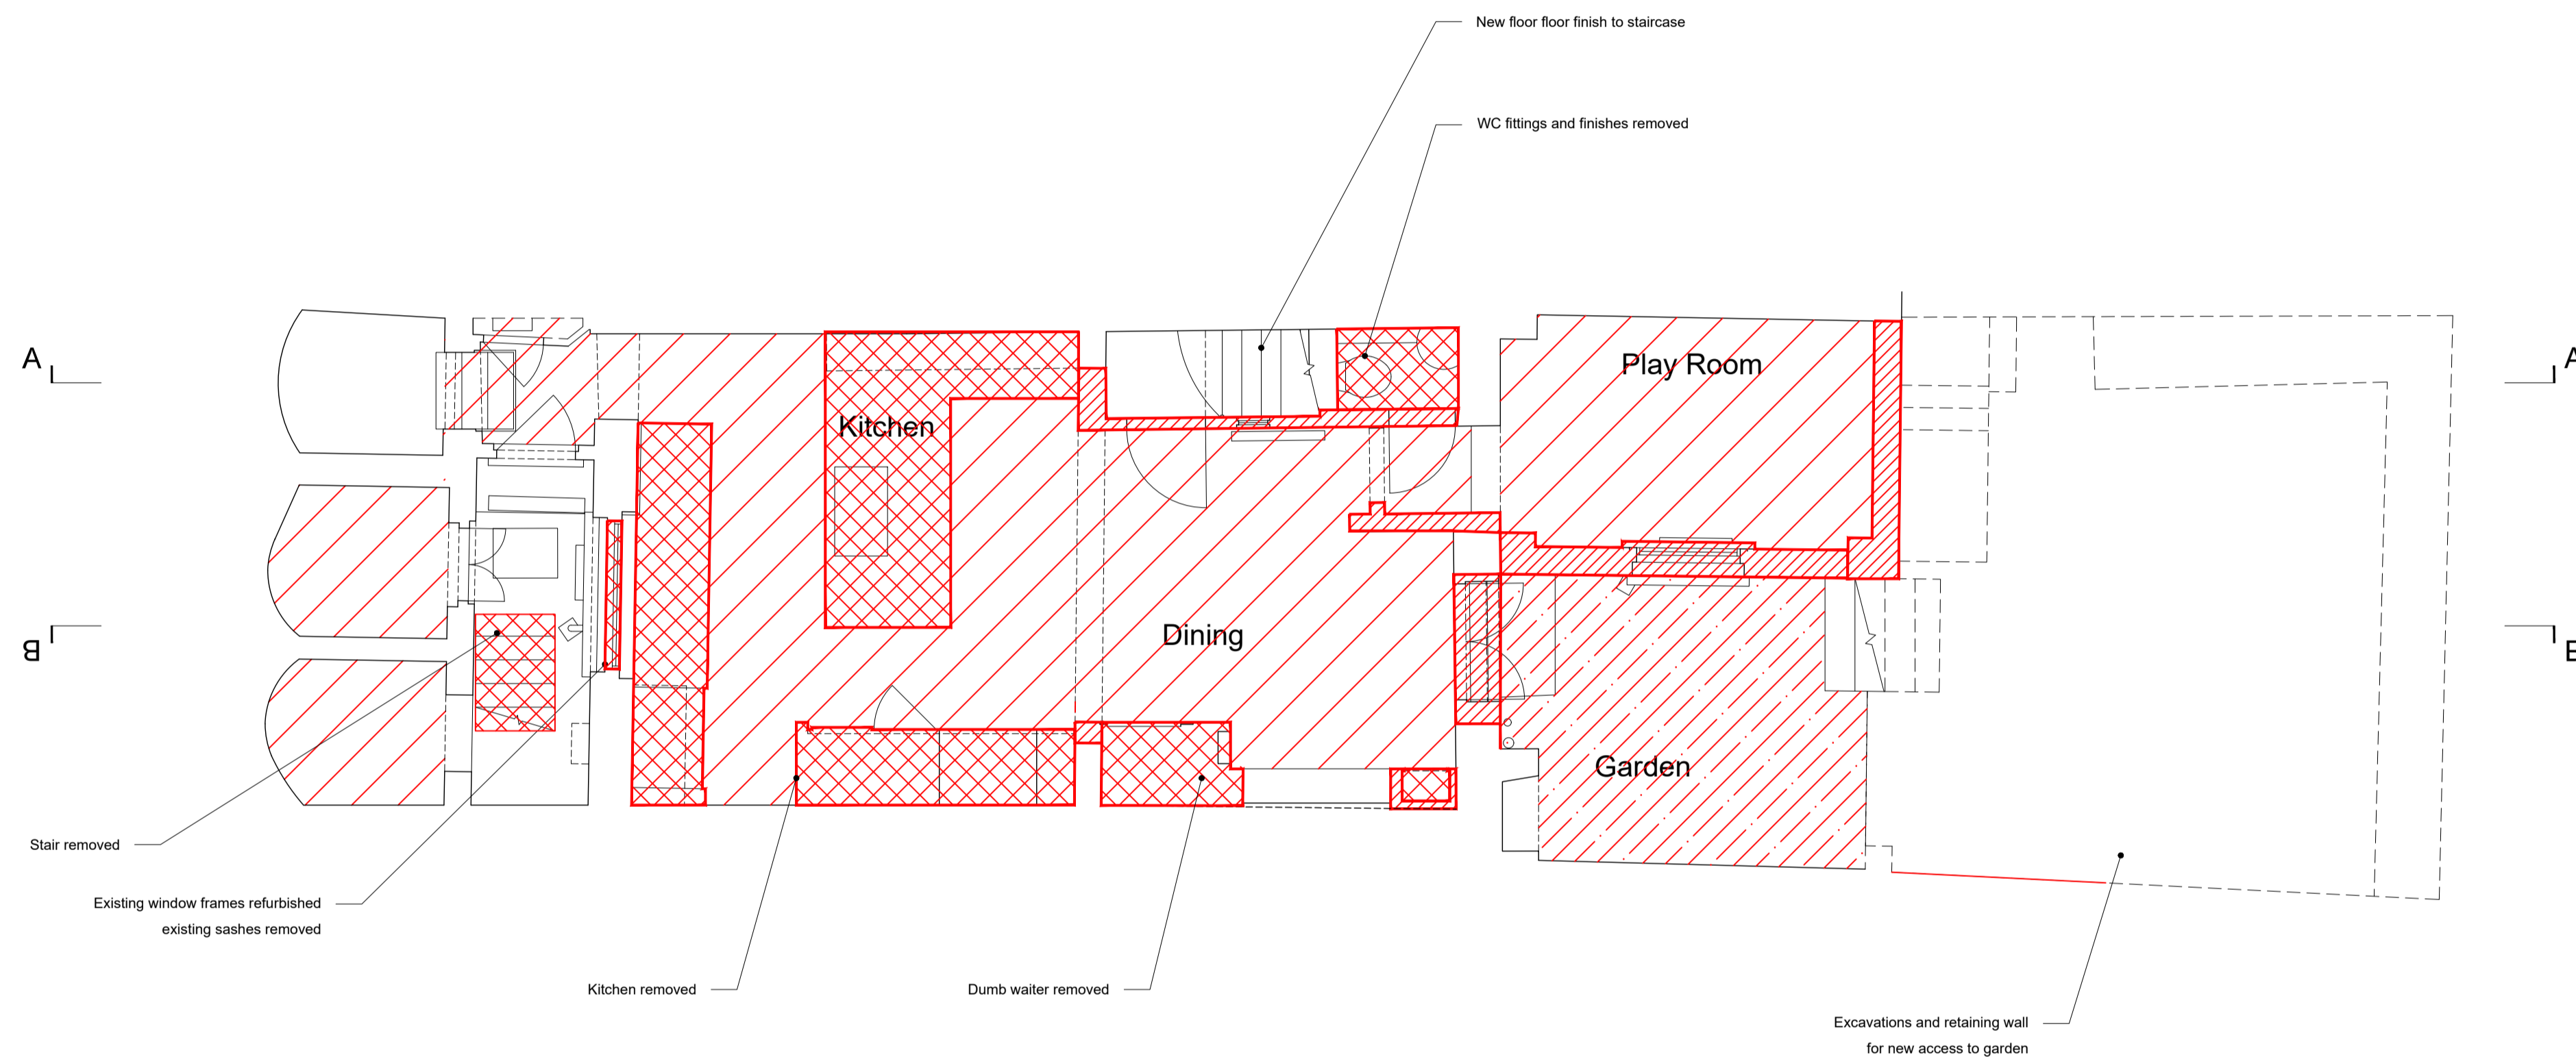 New floor floor finish to staircase
WC fittings and finishes removed
A
A
Play Room
Kitchen
B
B
Dining
Garden
Stair removed
Existing window frames refurbished
existing sashes removed
Kitchen removed
Dumb waiter removed
Excavations and retaining wall
for new access to garden